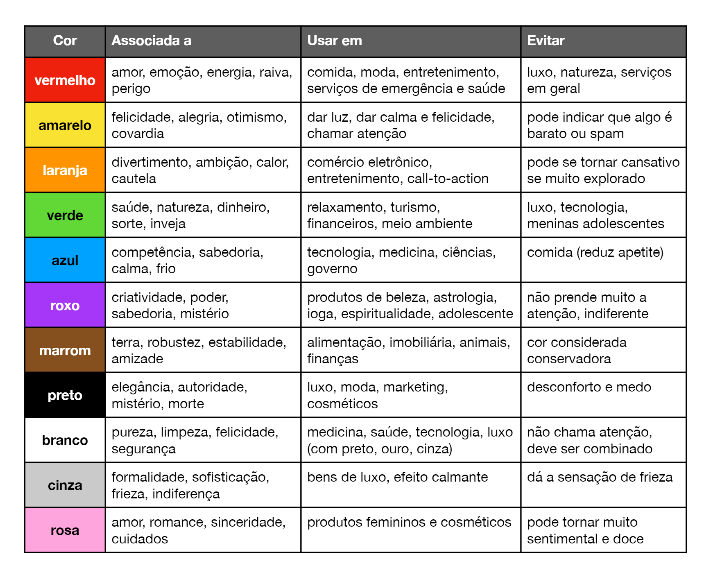 Cor Associada a Usar em Evitar
vermelho
amor, emoção, energia, raiva,
perigo
comida, moda, entretenimento,
serviços de emergência e saúde
luxo, natureza, serviços
em geral
amarelo
felicidade, alegria, otimismo,
covardia
dar luz, dar calma e felicidade,
chamar atenção
pode indicar que algo é
barato ou spam
laranja
divertimento, ambição, calor,
cautela
comércio eletrônico,
entretenimento, call-to-action
pode se tornar cansativo
se muito explorado
verde
saúde, natureza, dinheiro,
sorte, inveja
relaxamento, turismo,
financeiros, meio ambiente
luxo, tecnologia,
meninas adolescentes
azul
competência, sabedoria,
calma, frio
tecnologia, medicina, ciências,
governo
comida (reduz apetite)
roxo
criatividade, poder,
sabedoria, mistério
produtos de beleza, astrologia,
ioga, espiritualidade, adolescente
não prende muito a
atenção, indiferente
marrom
terra, robustez, estabilidade,
amizade
alimentação, imobiliária, animais,
finanças
cor considerada
conservadora
preto
elegância, autoridade,
mistério, morte
luxo, moda, marketing,
cosméticos
desconforto e medo
branco
pureza, limpeza, felicidade,
segurança
medicina, saúde, tecnologia, luxo
(com preto, ouro, cinza)
não chama atenção,
deve ser combinado
cinza
formalidade, sofisticação,
frieza, indiferença
bens de luxo, efeito calmante
dá a sensação de frieza
rosa
amor, romance, sinceridade,
cuidados
produtos femininos e cosméticos
pode tornar muito
sentimental e doce